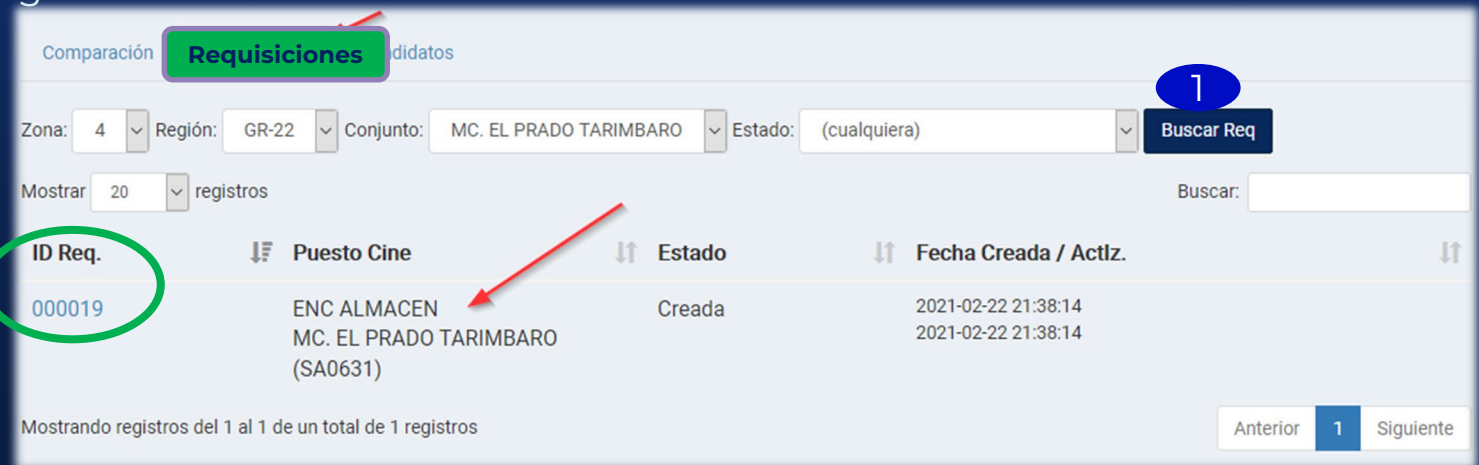 Comparación Requisiciones didatos
1
Zona: 4 Región: GR-22 Conjunto: MC. EL PRADO TARIMBARO Estado: (cualquiera) Buscar Req
Mostrar 20 registros Buscar:
ID Req. Puesto Cine Estado Fecha Creada / Actlz.
000019 ENC ALMACEN Creada 2021-02-22 21:38:14
MC. EL PRADO TARIMBARO 2021-02-22 21:38:14
(SA0631)
Mostrando registros del 1 al 1 de un total de 1 registros Anterior 1 Siguiente